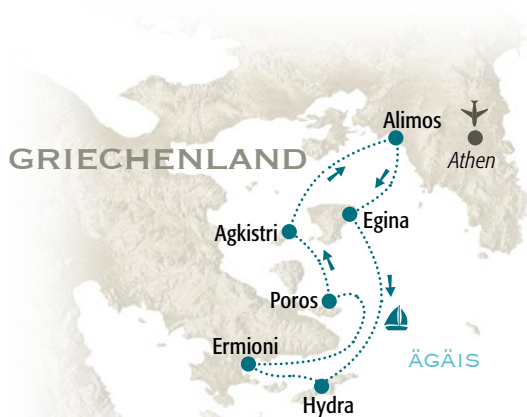 Alimos
GRIECHENLAND
Athen
Egina
Agkistri
Poros
Ermioni
ÄGÄIS
Hydra